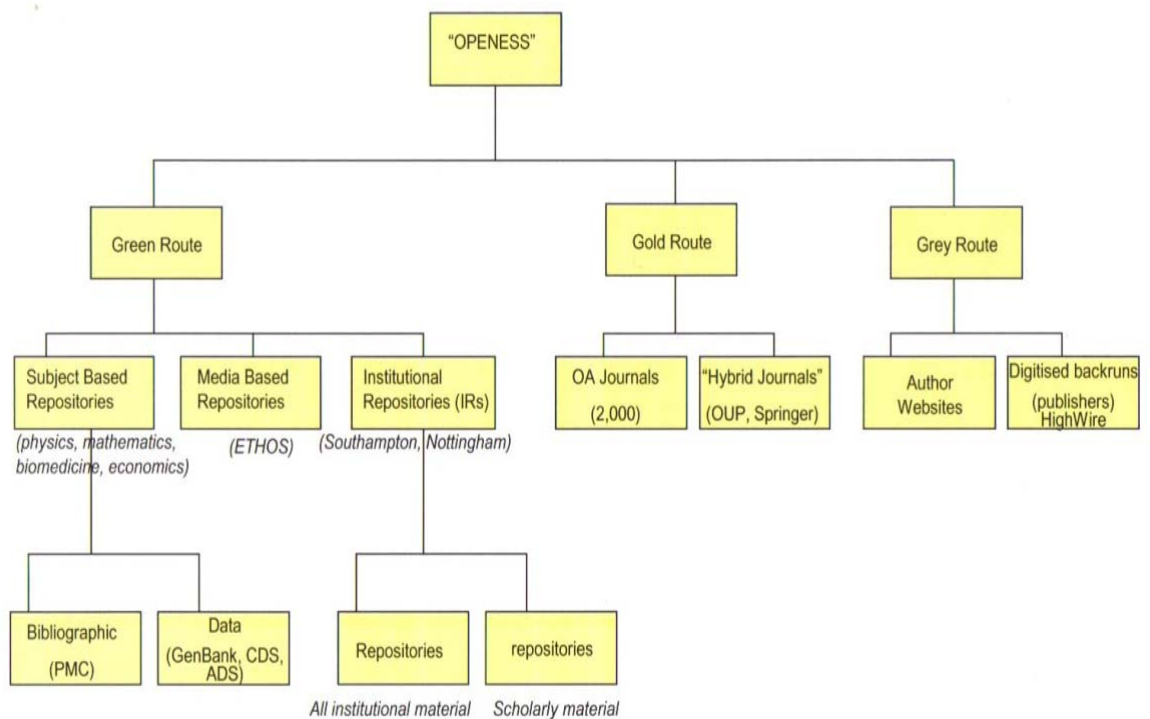 “OPENESS”
Green Route
Gold Route
Grey Route
Subject Based
Repositories
(physics, mathematics,
biomedicine, economics)
Media Based
Repositories
(ETHOS)
Institutional
Repositories (IRs)
(Southampton, Nottingham)
OA Journals
(2,000)
“Hybrid Journals”
(OUP, Springer)
Author
Websites
Digitised backruns
(publishers)
HighWire
Bibliographic
(PMC)
Data
(GenBank, CDS,
ADS)
Repositories
All institutional material
repositories
Scholarly material